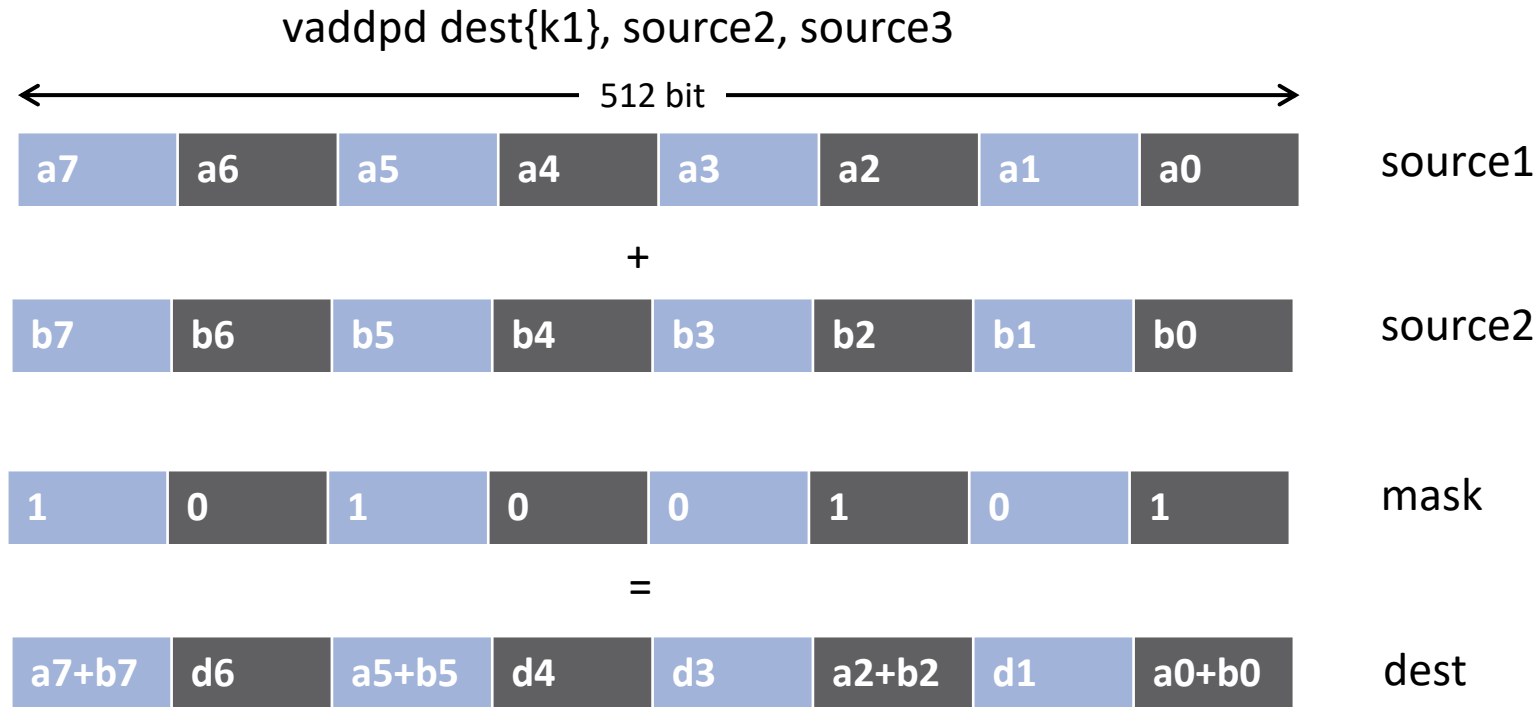 vaddpd dest{k1}, source2, source3
512 bit
a7 a6 a5 a4 a3 a2 a1 a0 source1
+
b7 b6 b5 b4 b3 b2 b1 b0 source2
1 0 1 0 0 1 0 1 mask
=
a7+b7 d6 a5+b5 d4 d3 a2+b2 d1 a0+b0 dest